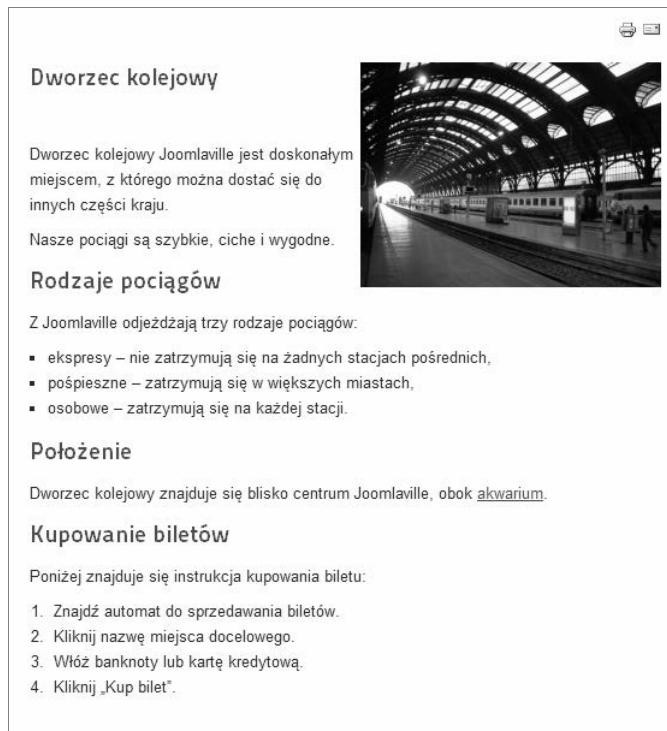 Dworzec kolejowy
Dworzec kolejowy Joomlaville jest doskonałym
miejscem, z którego można dostać się do
innych części kraju.
Nasze pociągi są szybkie, ciche i wygodne.
Rodzaje pociągów
Z Joomlaville odjeżdżają trzy rodzaje pociągów:
▪ ekspresy – nie zatrzymują się na żadnych stacjach pośrednich,
▪ pośpieszne – zatrzymują się w większych miastach,
▪ osobowe – zatrzymują się na każdej stacji.
Położenie
Dworzec kolejowy znajduje się blisko centrum Joomlaville, obok akwarium.
Kupowanie biletów
Poniżej znajduje się instrukcja kupowania biletu:
1. Znajdź automat do sprzedawania biletów.
2. Kliknij nazwę miejsca docelowego.
3. Włóż banknoty lub kartę kredytową.
4. Kliknij „Kup bilet”.